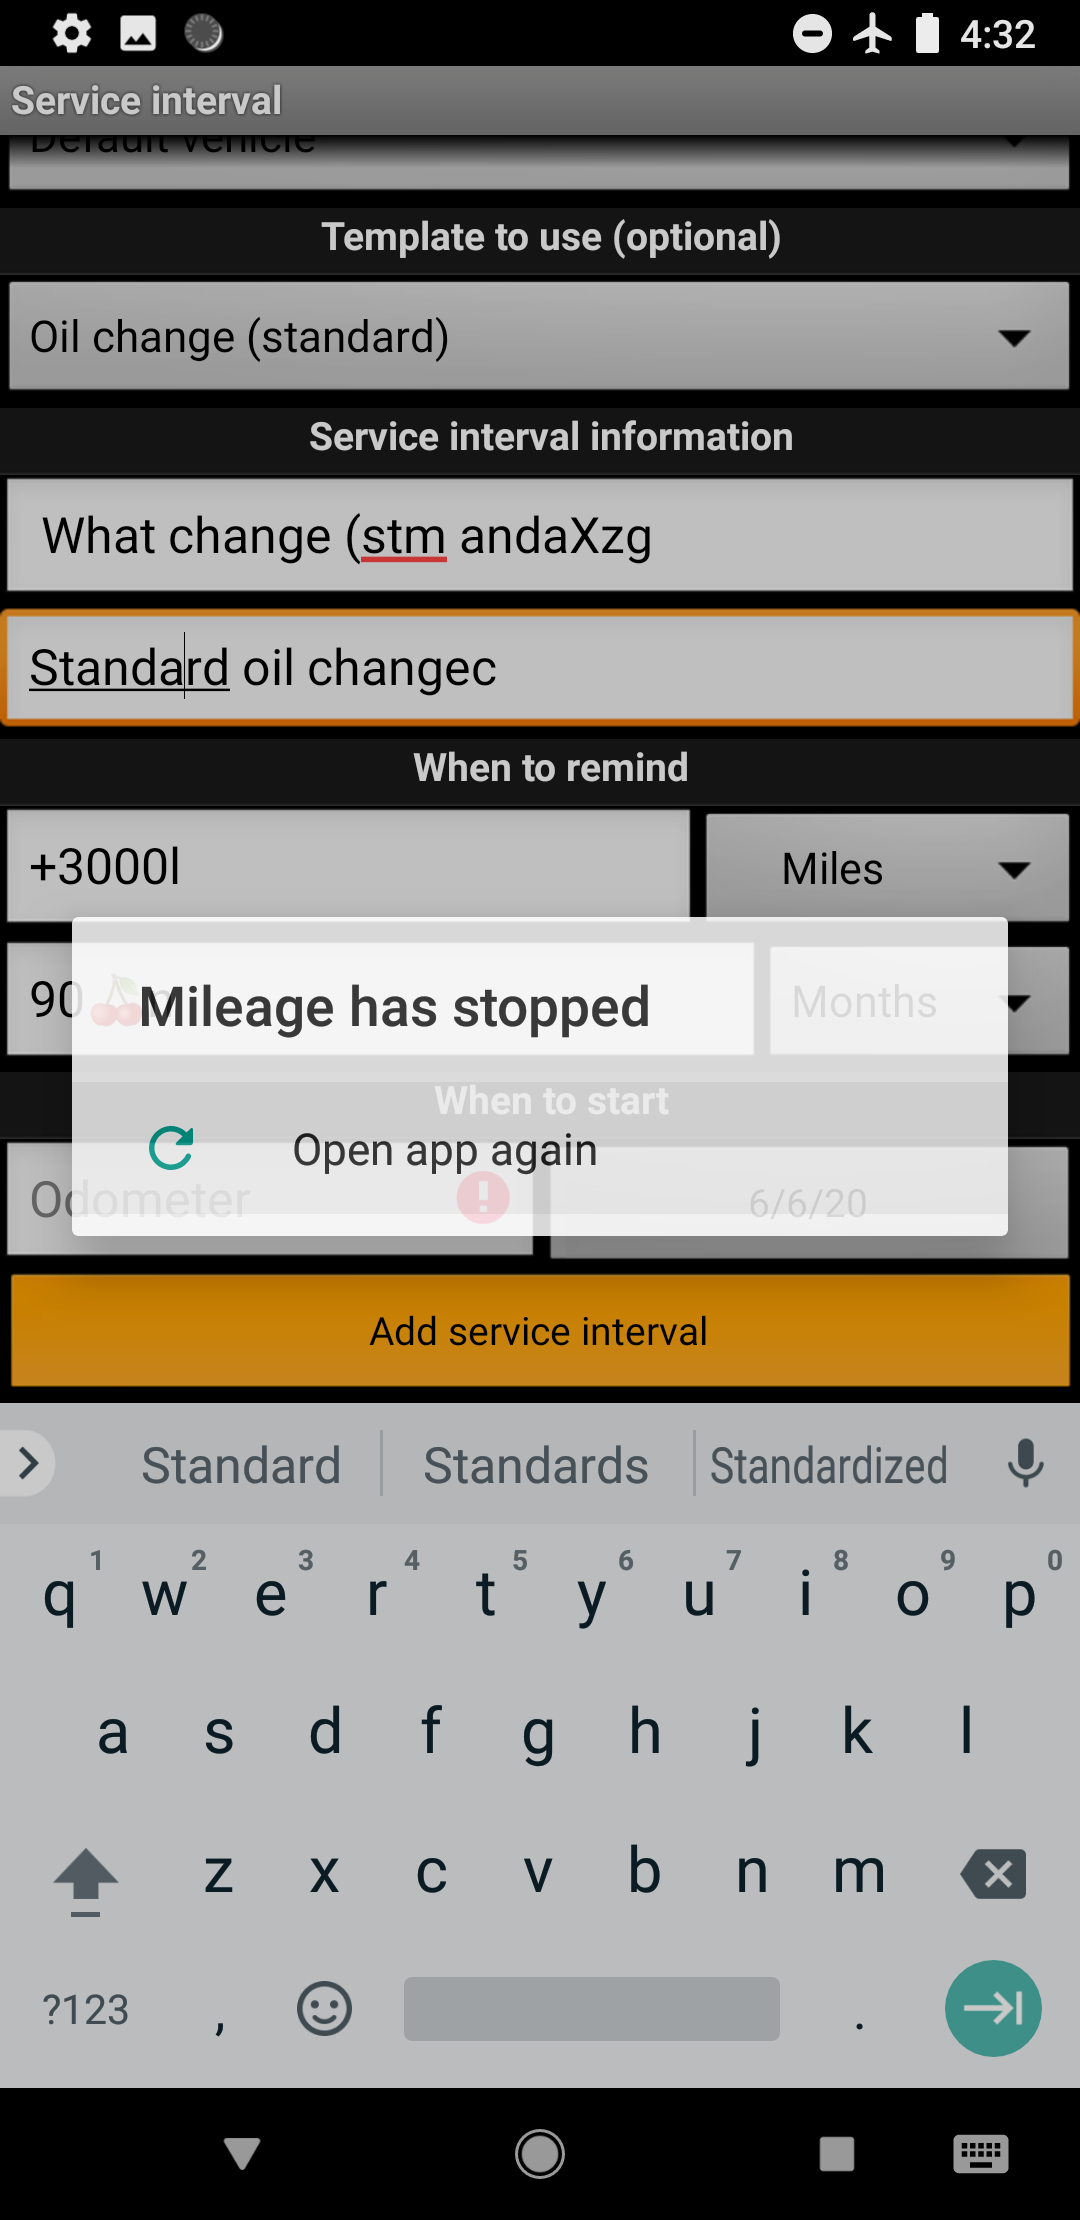 4:32
Service interval
Default vehicle
Template to use (optional)
Oil change (standard)
Service interval information
What change (stm andaXzg
Standard oil changec
When to remind
+3000l
Miles
90
Mileage has stopped
Months
When to start
Open app again
Odometer
6/6/20
Add service interval
Standard Standards Standardized
1 2 3 4 5 6 7 8 9 0
q w e r t y u i o p
a s d f g h j k l
z x c v b n m
?123 , .